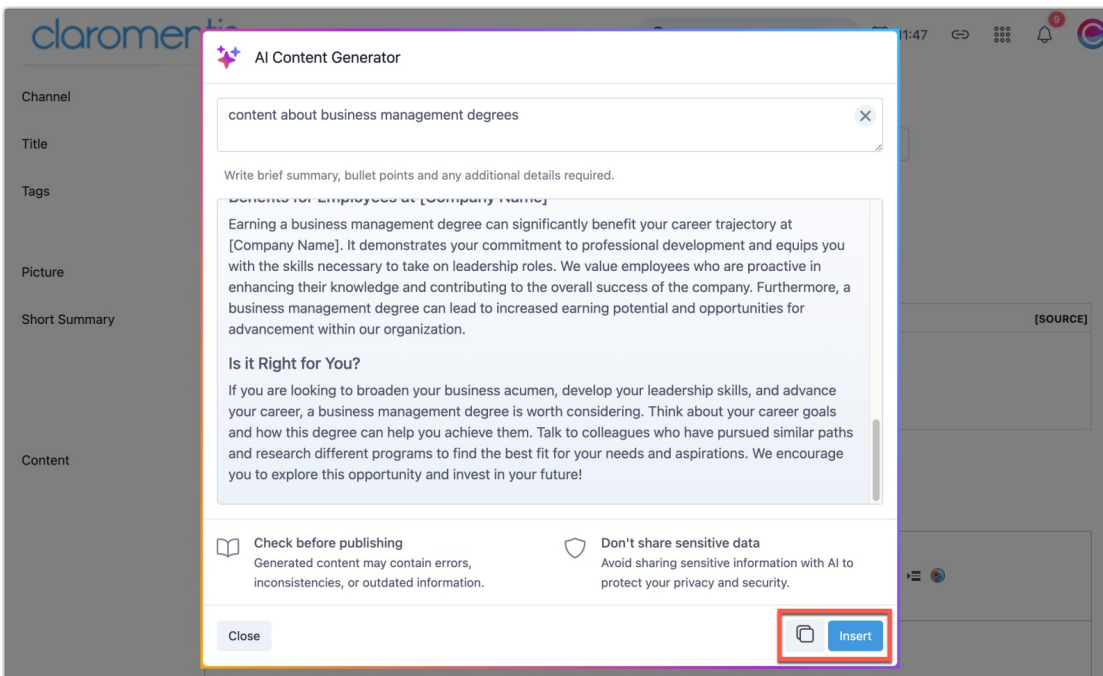 claromentis
11:47
9
AI Content Generator
Channel
content about business management degrees
Title
Write brief summary, bullet points and any additional details required.
Tags
Benefits for Employees at [Company Name]
Earning a business management degree can significantly benefit your career trajectory at
[Company Name]. It demonstrates your commitment to professional development and equips you
with the skills necessary to take on leadership roles. We value employees who are proactive in
enhancing their knowledge and contributing to the overall success of the company. Furthermore, a
business management degree can lead to increased earning potential and opportunities for
advancement within our organization.
Picture
Short Summary
[SOURCE]
Is it Right for You?
If you are looking to broaden your business acumen, develop your leadership skills, and advance
your career, a business management degree is worth considering. Think about your career goals
and how this degree can help you achieve them. Talk to colleagues who have pursued similar paths
and research different programs to find the best fit for your needs and aspirations. We encourage
you to explore this opportunity and invest in your future!
Content
Check before publishing
Generated content may contain errors,
inconsistencies, or outdated information.
Don't share sensitive data
Avoid sharing sensitive information with AI to
protect your privacy and security.
Close
Insert